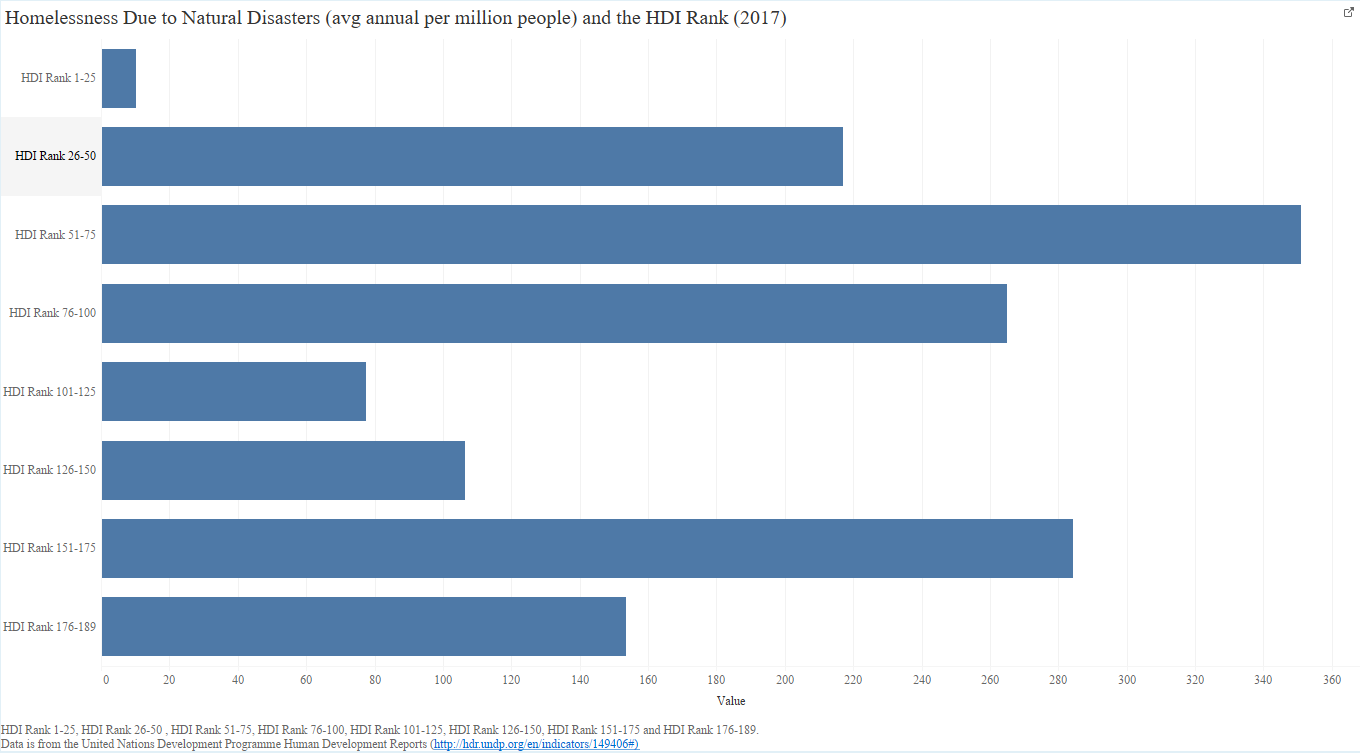 Homelessness Due to Natural Disasters (avg annual per million people) and the HDI Rank (2017)
HDI Rank 1-25
HDI Rank 26-50
HDI Rank 51-75
HDI Rank 76-100
HDI Rank 101-125
HDI Rank 126-150
HDI Rank 151-175
HDI Rank 176-189
0 20 40 60 80 100 120 140 160 180 200 220 240 260 280 300 320 340 360
Value
HDI Rank 1-25, HDI Rank 26-50 , HDI Rank 51-75, HDI Rank 76-100, HDI Rank 101-125, HDI Rank 126-150, HDI Rank 151-175 and HDI Rank 176-189.
Data is from the United Nations Development Programme Human Development Reports (http://hdr.undp.org/en/indicators/149406#)